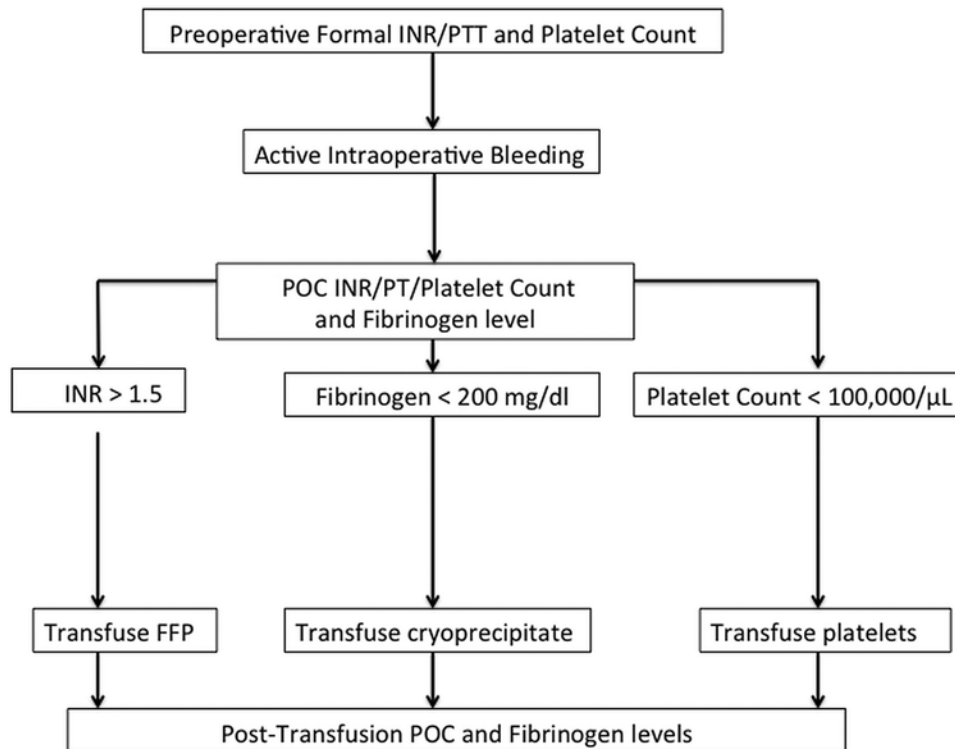 Preoperative Formal INR/PTT and Platelet Count
Active Intraoperative Bleeding
POC INR/PT/Platelet Count
and Fibrinogen level
INR > 1.5
Fibrinogen < 200 mg/dl
Platelet Count < 100,000/μL
Transfuse FFP
Transfuse cryoprecipitate
Transfuse platelets
Post-Transfusion POC and Fibrinogen levels